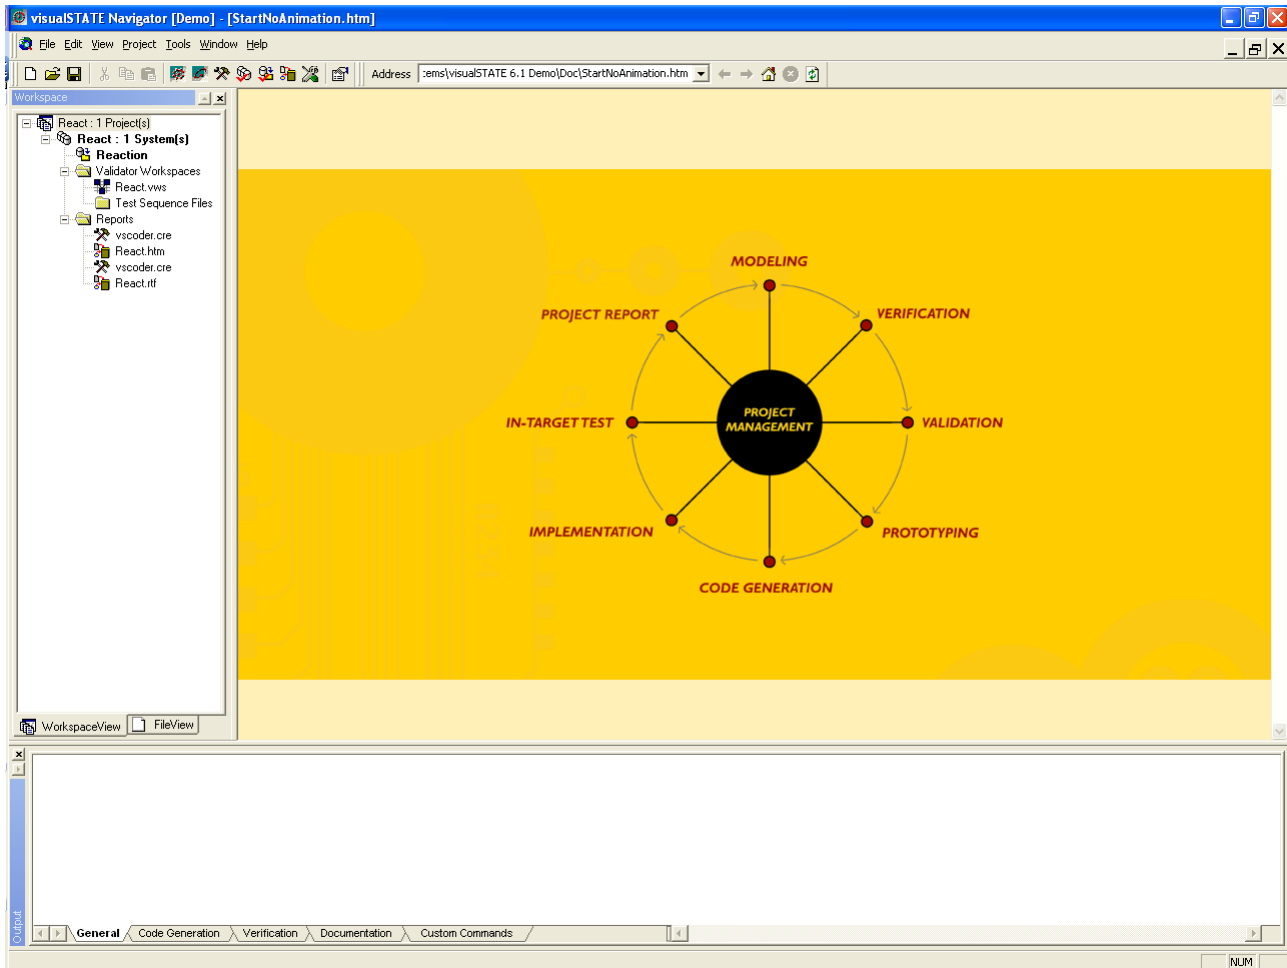 visualSTATE Navigator [Demo] - [StartNoAnimation.htm]
File Edit View Project Tools Window Help
Address :ems\visualSTATE 6.1 Demo\Doc\StartNoAnimation.htm
Workspace
React : 1 Project(s)
React : 1 System(s)
Reaction
Validator Workspaces
React.vws
Test Sequence Files
Reports
vscoder.cre
React.htm
vscoder.cre
React.rtf
WorkspaceView FileView
MODELING
PROJECT REPORT
VERIFICATION
PROJECT
MANAGEMENT
IN-TARGET TEST
VALIDATION
IMPLEMENTATION
PROTOTYPING
CODE GENERATION
Output
General Code Generation Verification Documentation Custom Commands
NUM